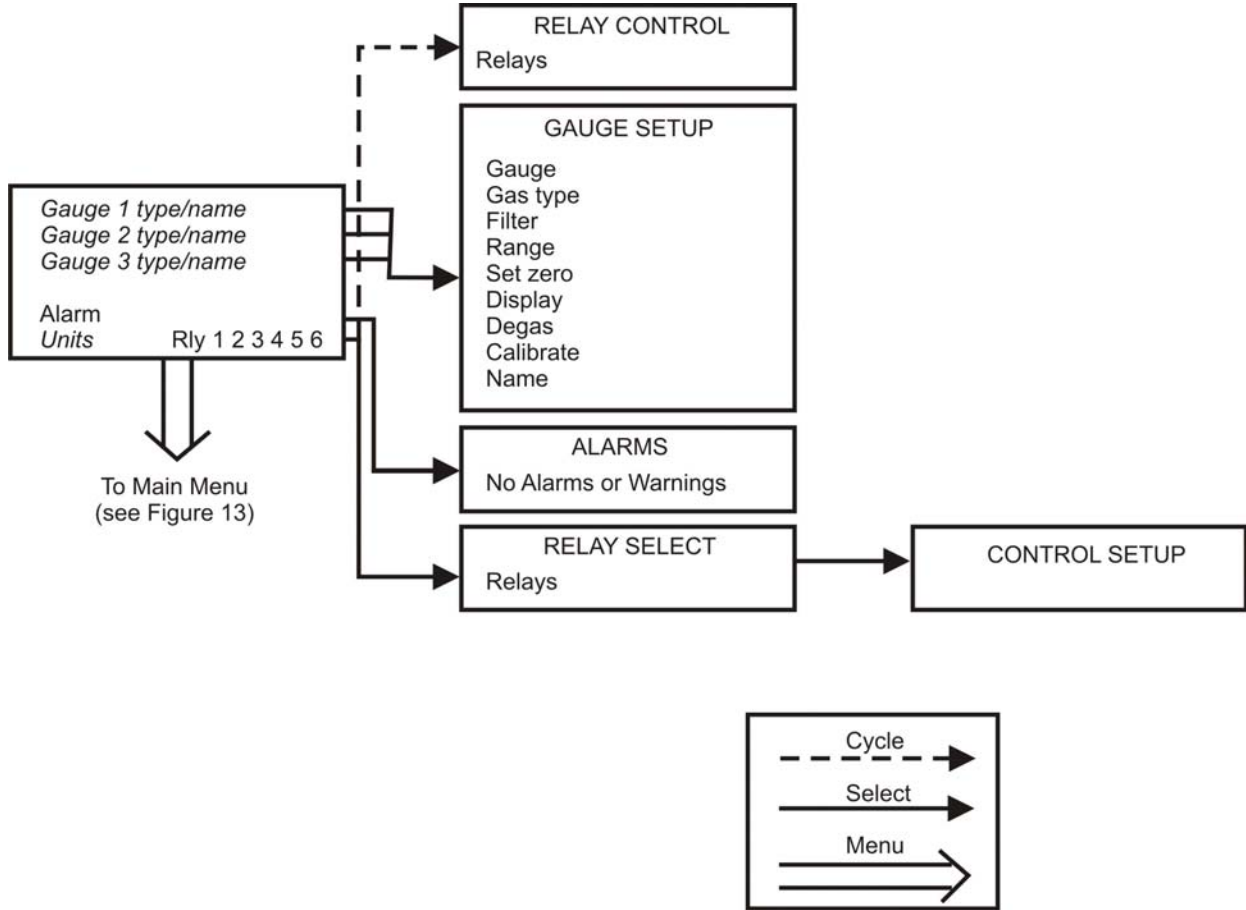 RELAY CONTROL
Relays
GAUGE SETUP
Gauge
Gas type
Filter
Range
Set zero
Display
Degas
Calibrate
Name
Gauge 1 type/name
Gauge 2 type/name
Gauge 3 type/name
Alarm
Units Rly 1 2 3 4 5 6
To Main Menu
(see Figure 13)
ALARMS
No Alarms or Warnings
RELAY SELECT
Relays
CONTROL SETUP
Cycle
Select
Menu